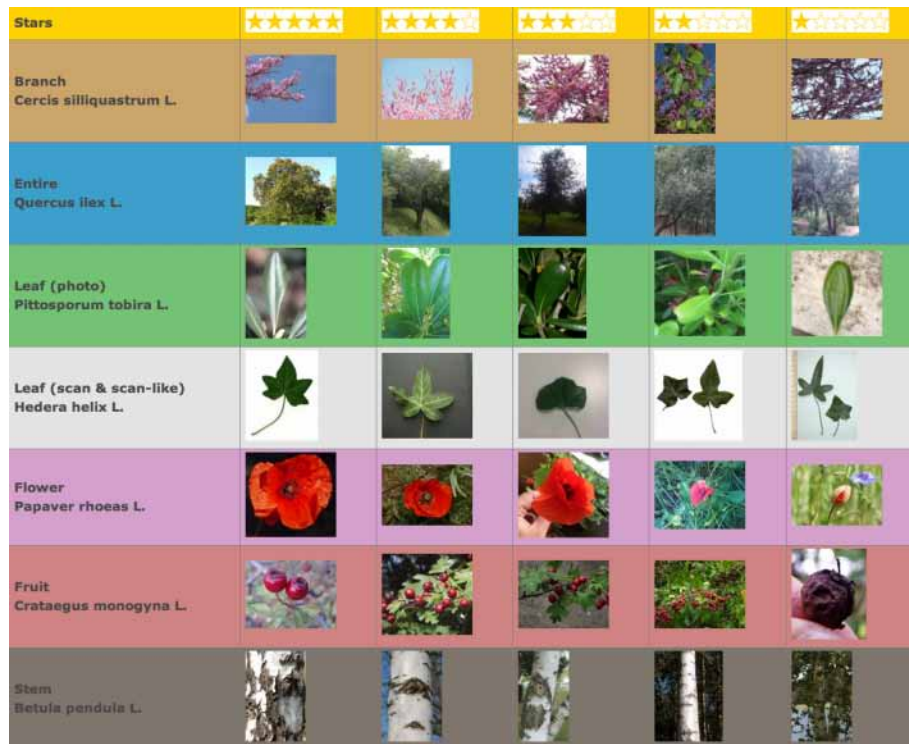 Stars
Branch
Cercis silliquastrum L.
Entire
Quercus ilex L.
Leaf (photo)
Pittosporum tobira L.
Leaf (scan & scan-like)
Hedera helix L.
Flower
Papaver rhoeas L.
Fruit
Crataegus monogyna L.
Stem
Betula pendula L.